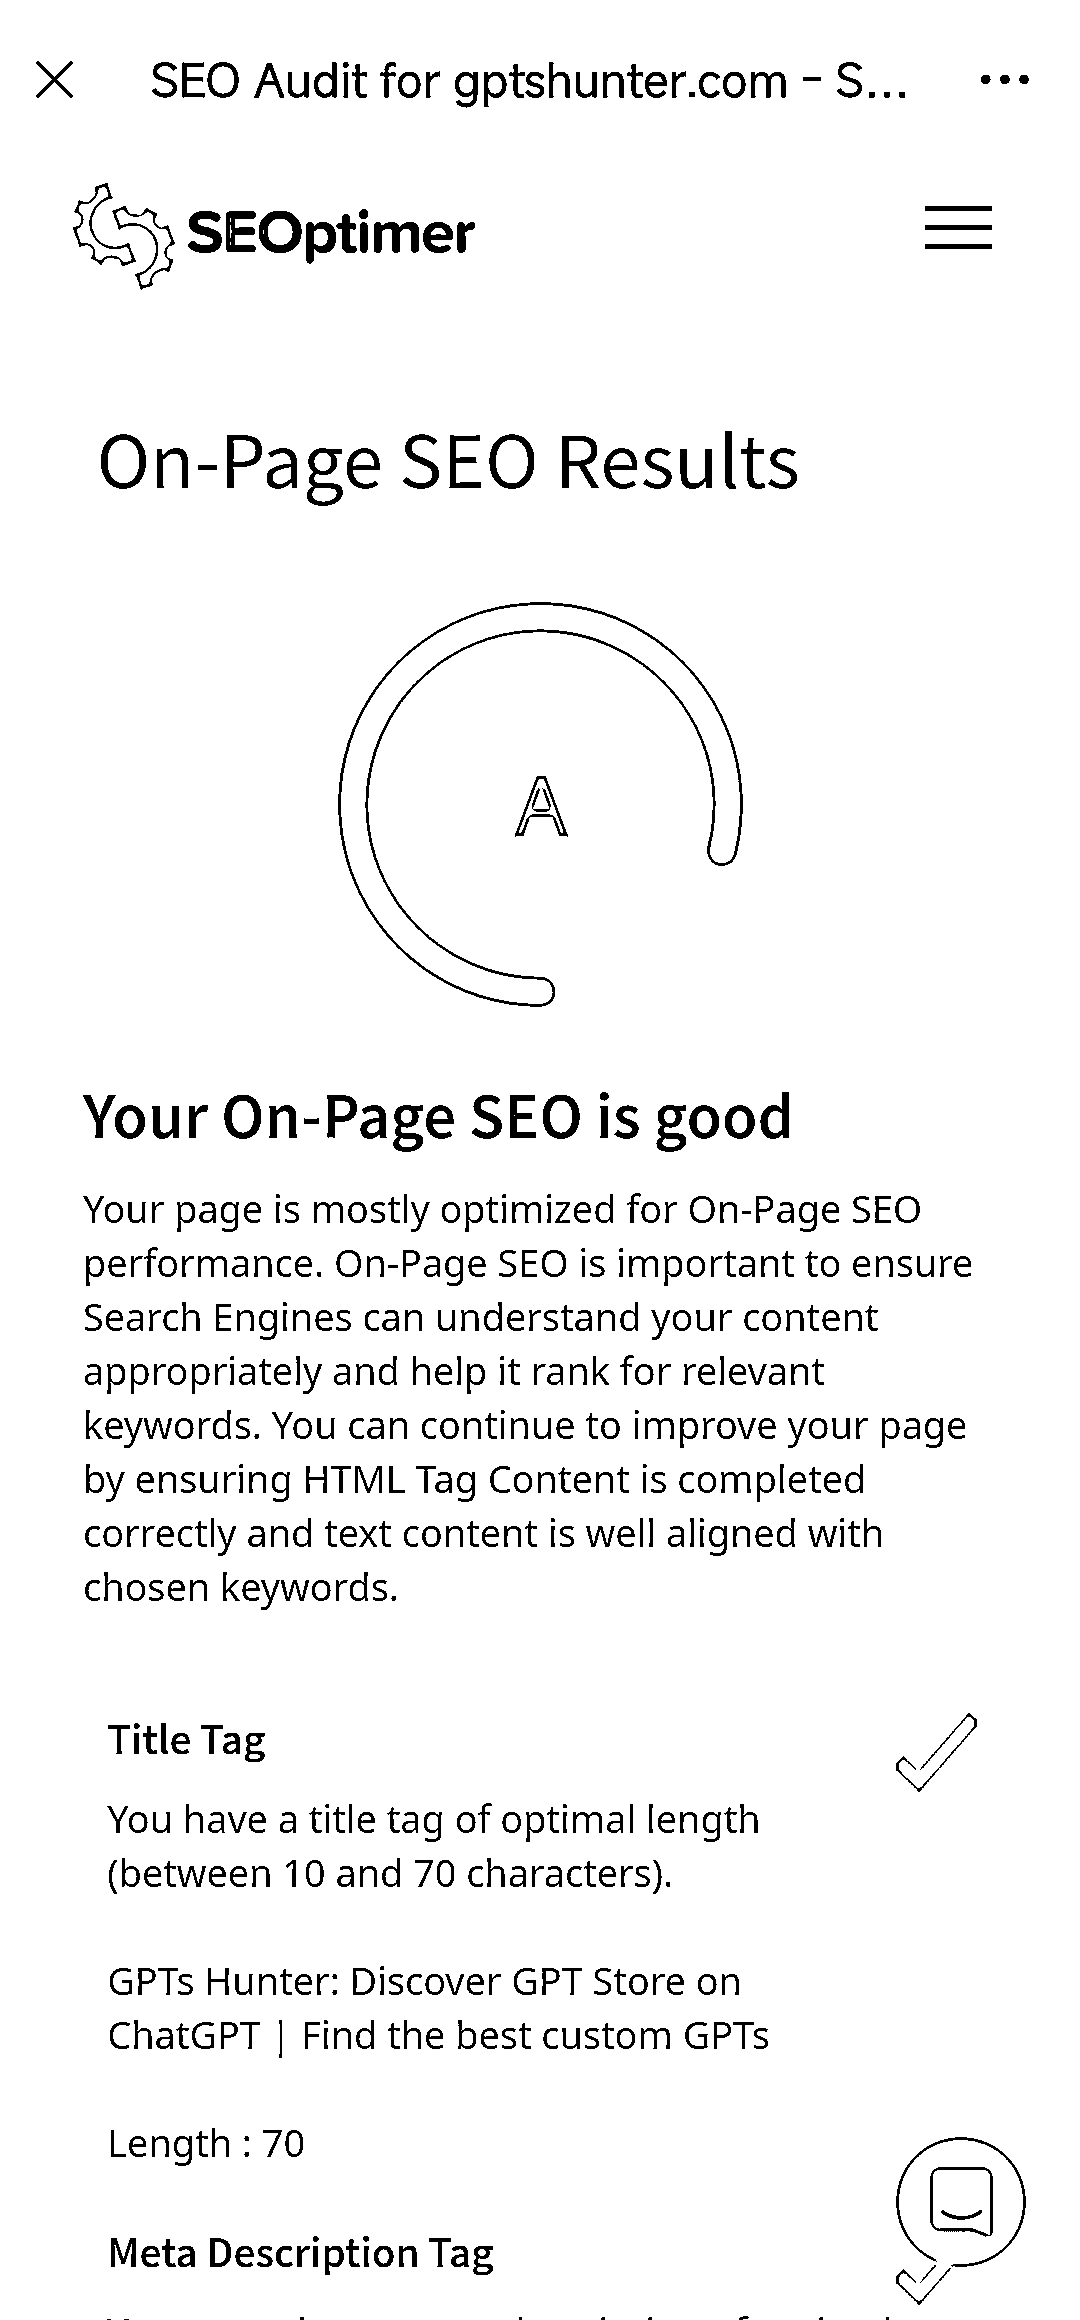 SEO Audit for gptshunter.com - S...
SEOptimer
On-Page SEO Results
A
Your On-Page SEO is good
Your page is mostly optimized for On-Page SEO
performance. On-Page SEO is important to ensure
Search Engines can understand your content
appropriately and help it rank for relevant
keywords. You can continue to improve your page
by ensuring HTML Tag Content is completed
correctly and text content is well aligned with
chosen keywords.
Title Tag
You have a title tag of optimal length
(between 10 and 70 characters).
GPTs Hunter: Discover GPT Store on
ChatGPT | Find the best custom GPTs
Length : 70
Meta Description Tag